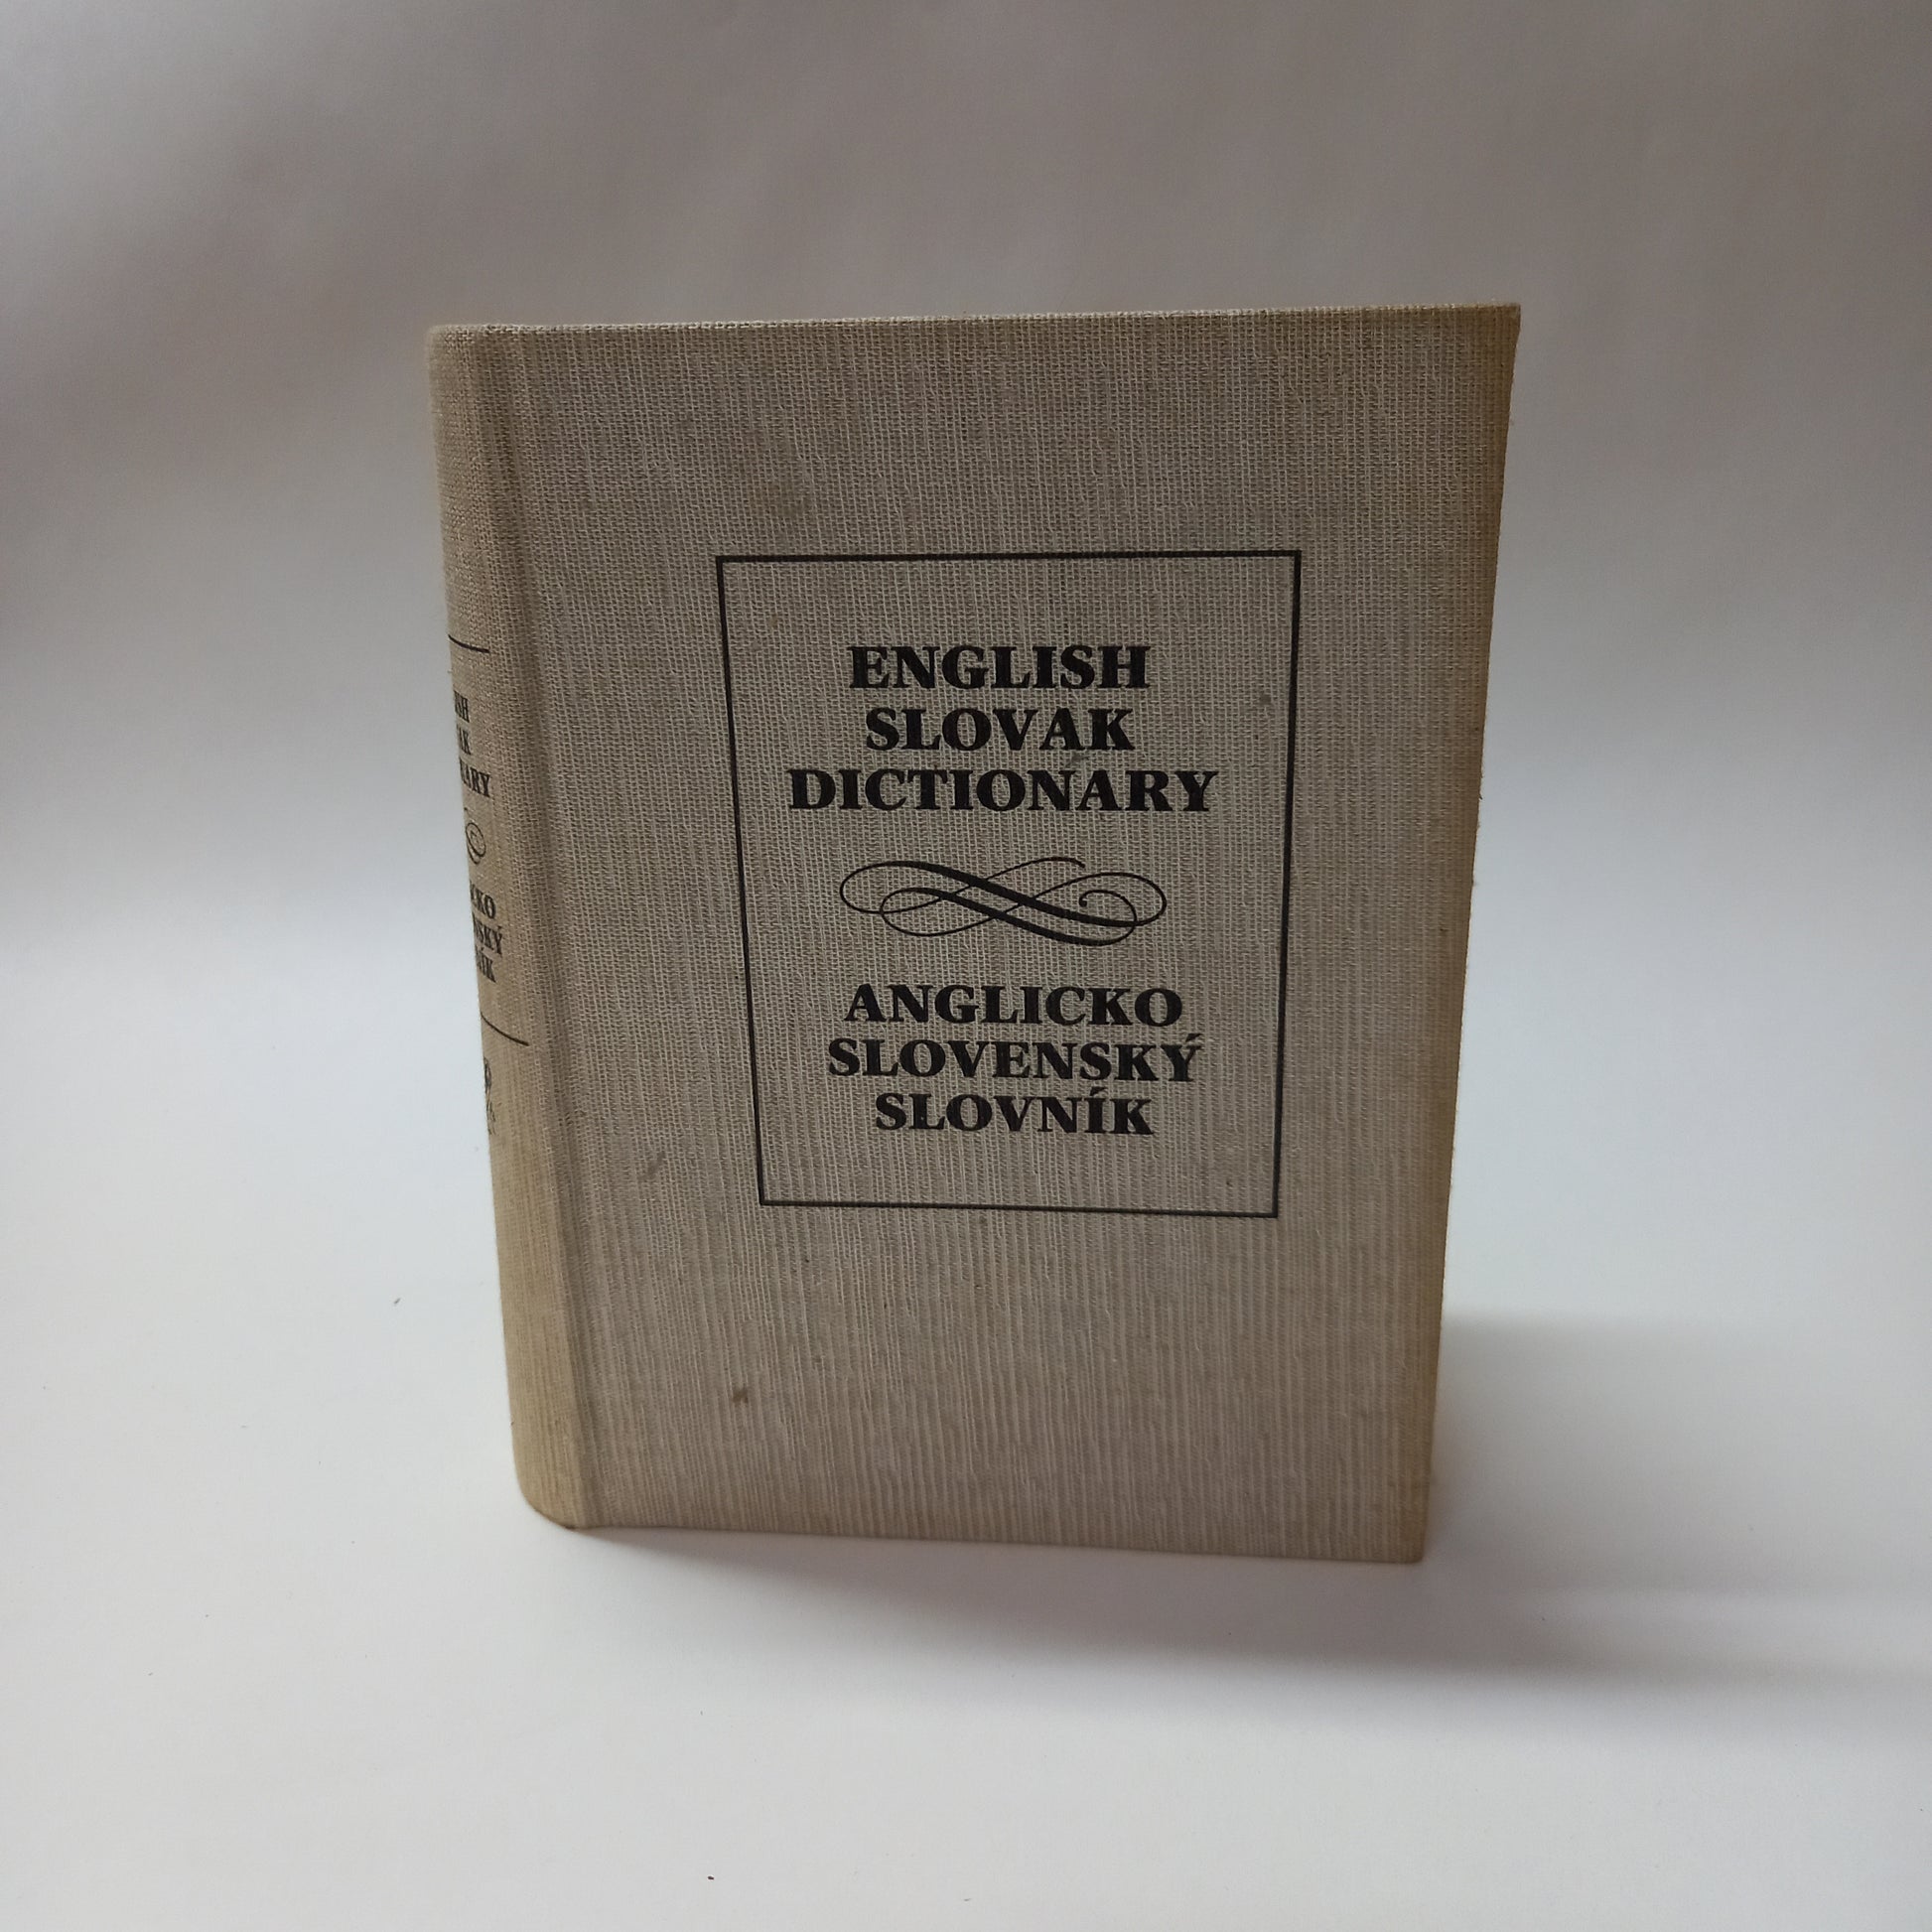 ENGLISH
SLOVAK
DICTIONARY
ANGLICKO
SLOVENSKÝ
SLOVNÍK